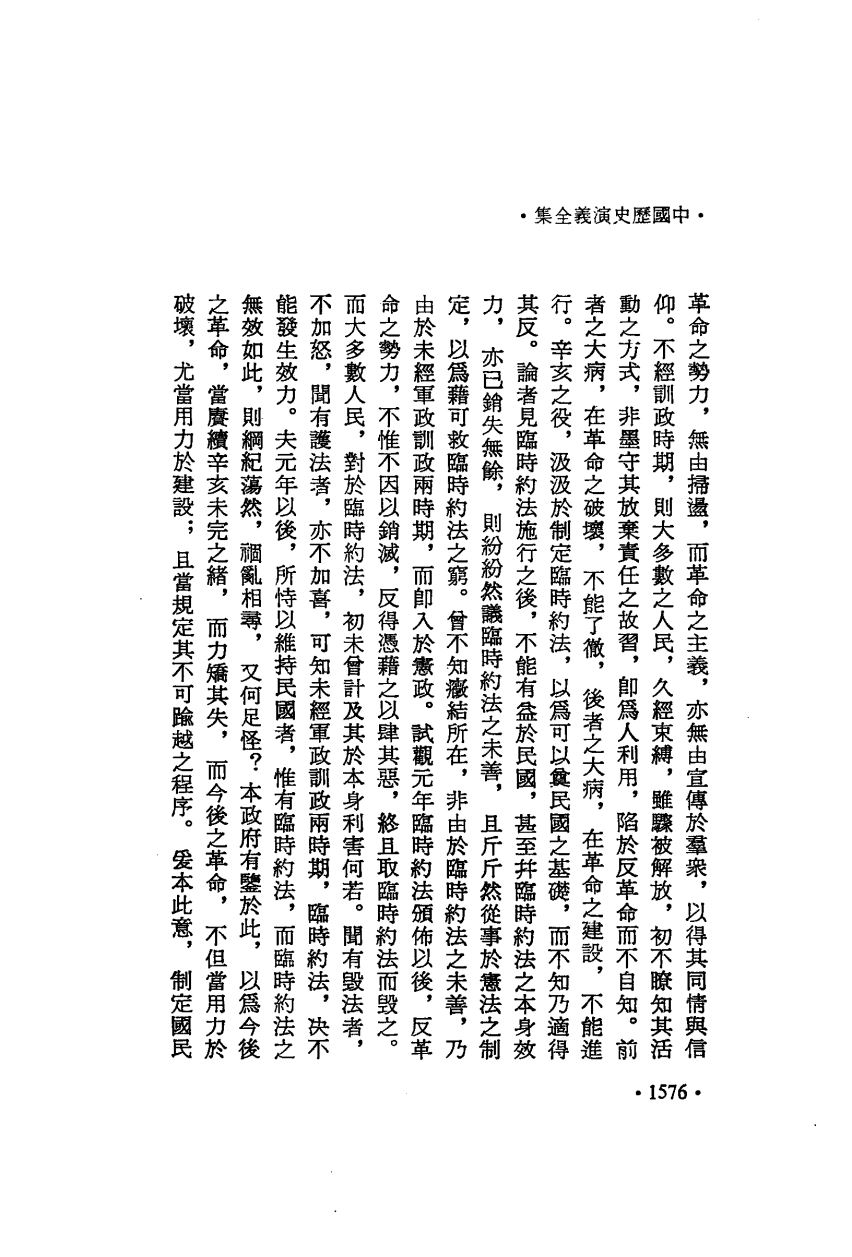 ·中國歷史演義全集·
革命之勢力，無由掃盪，而革命之主義，亦無由宣傳於羣衆，以得其同情與信
仰。不經訓政時期，則大多數之人民，久經束縛，雖驟被解放，初不瞭知其活
動之方式，非墨守其放棄責任之故習，卽爲人利用，陷於反革命而不自知。前
者之大病，在革命之破壞，不能了徹，後者之大病，在革命之建設，不能進
行。辛亥之役，汲汲於制定臨時約法，以爲可以奠民國之基礎，而不知乃適得
其反。論者見臨時約法施行之後，不能有益於民國，甚至幷臨時約法之本身效
力，亦已銷失無餘，則紛紛然議臨時約法之未善，且斤斤然從事於憲法之制
定，以爲藉可救臨時約法之窮。曾不知癥結所在，非由於臨時約法之未善，乃
由於未經軍政訓政兩時期，而卽入於憲政。試觀元年臨時約法頒佈以後，反革
命之勢力，不惟不因以銷滅，反得憑藉之以肆其惡，終且取臨時約法而毀之。
而大多數人民，對於臨時約法，初未曾計及其於本身利害何若。聞有毀法者，
不加怒，聞有護法者，亦不加喜，可知未經軍政訓政兩時期，臨時約法，决不
能發生效力。夫元年以後，所恃以維持民國者，惟有臨時約法，而臨時約法之
無效如此，則綱紀蕩然，禍亂相尋，又何足怪？本政府有鑒於此，以爲今後
之革命，當賡續辛亥未完之緒，而力矯其失，而今後之革命，不但當用力於
破壞，尤當用力於建設；且當規定其不可踰越之程序。爰本此意，制定國民
·1576·